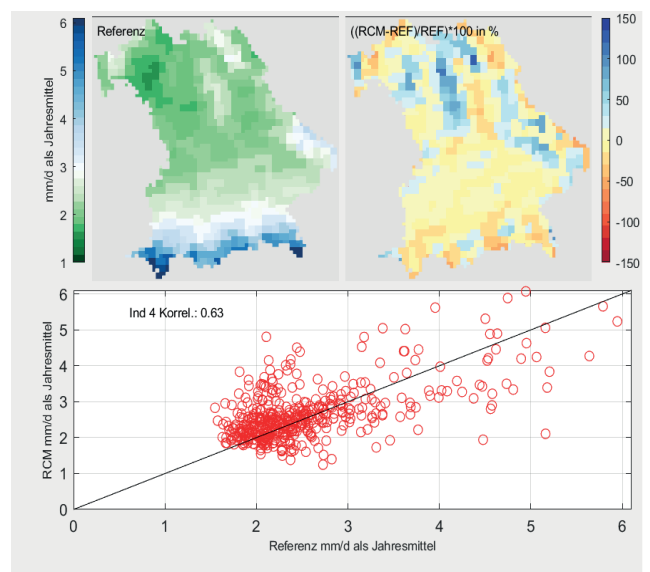 Referenz
((RCM-REF)/REF)*100 in %
mm/d als Jahresmittel
6
5
4
3
2
1
150
100
50
0
-50
-100
-150
Ind 4 Korrel.: 0.63
RCM mm/d als Jahresmittel
6
5
4
3
2
1
0
0 1 2 3 4 5 6
Referenz mm/d als Jahresmittel